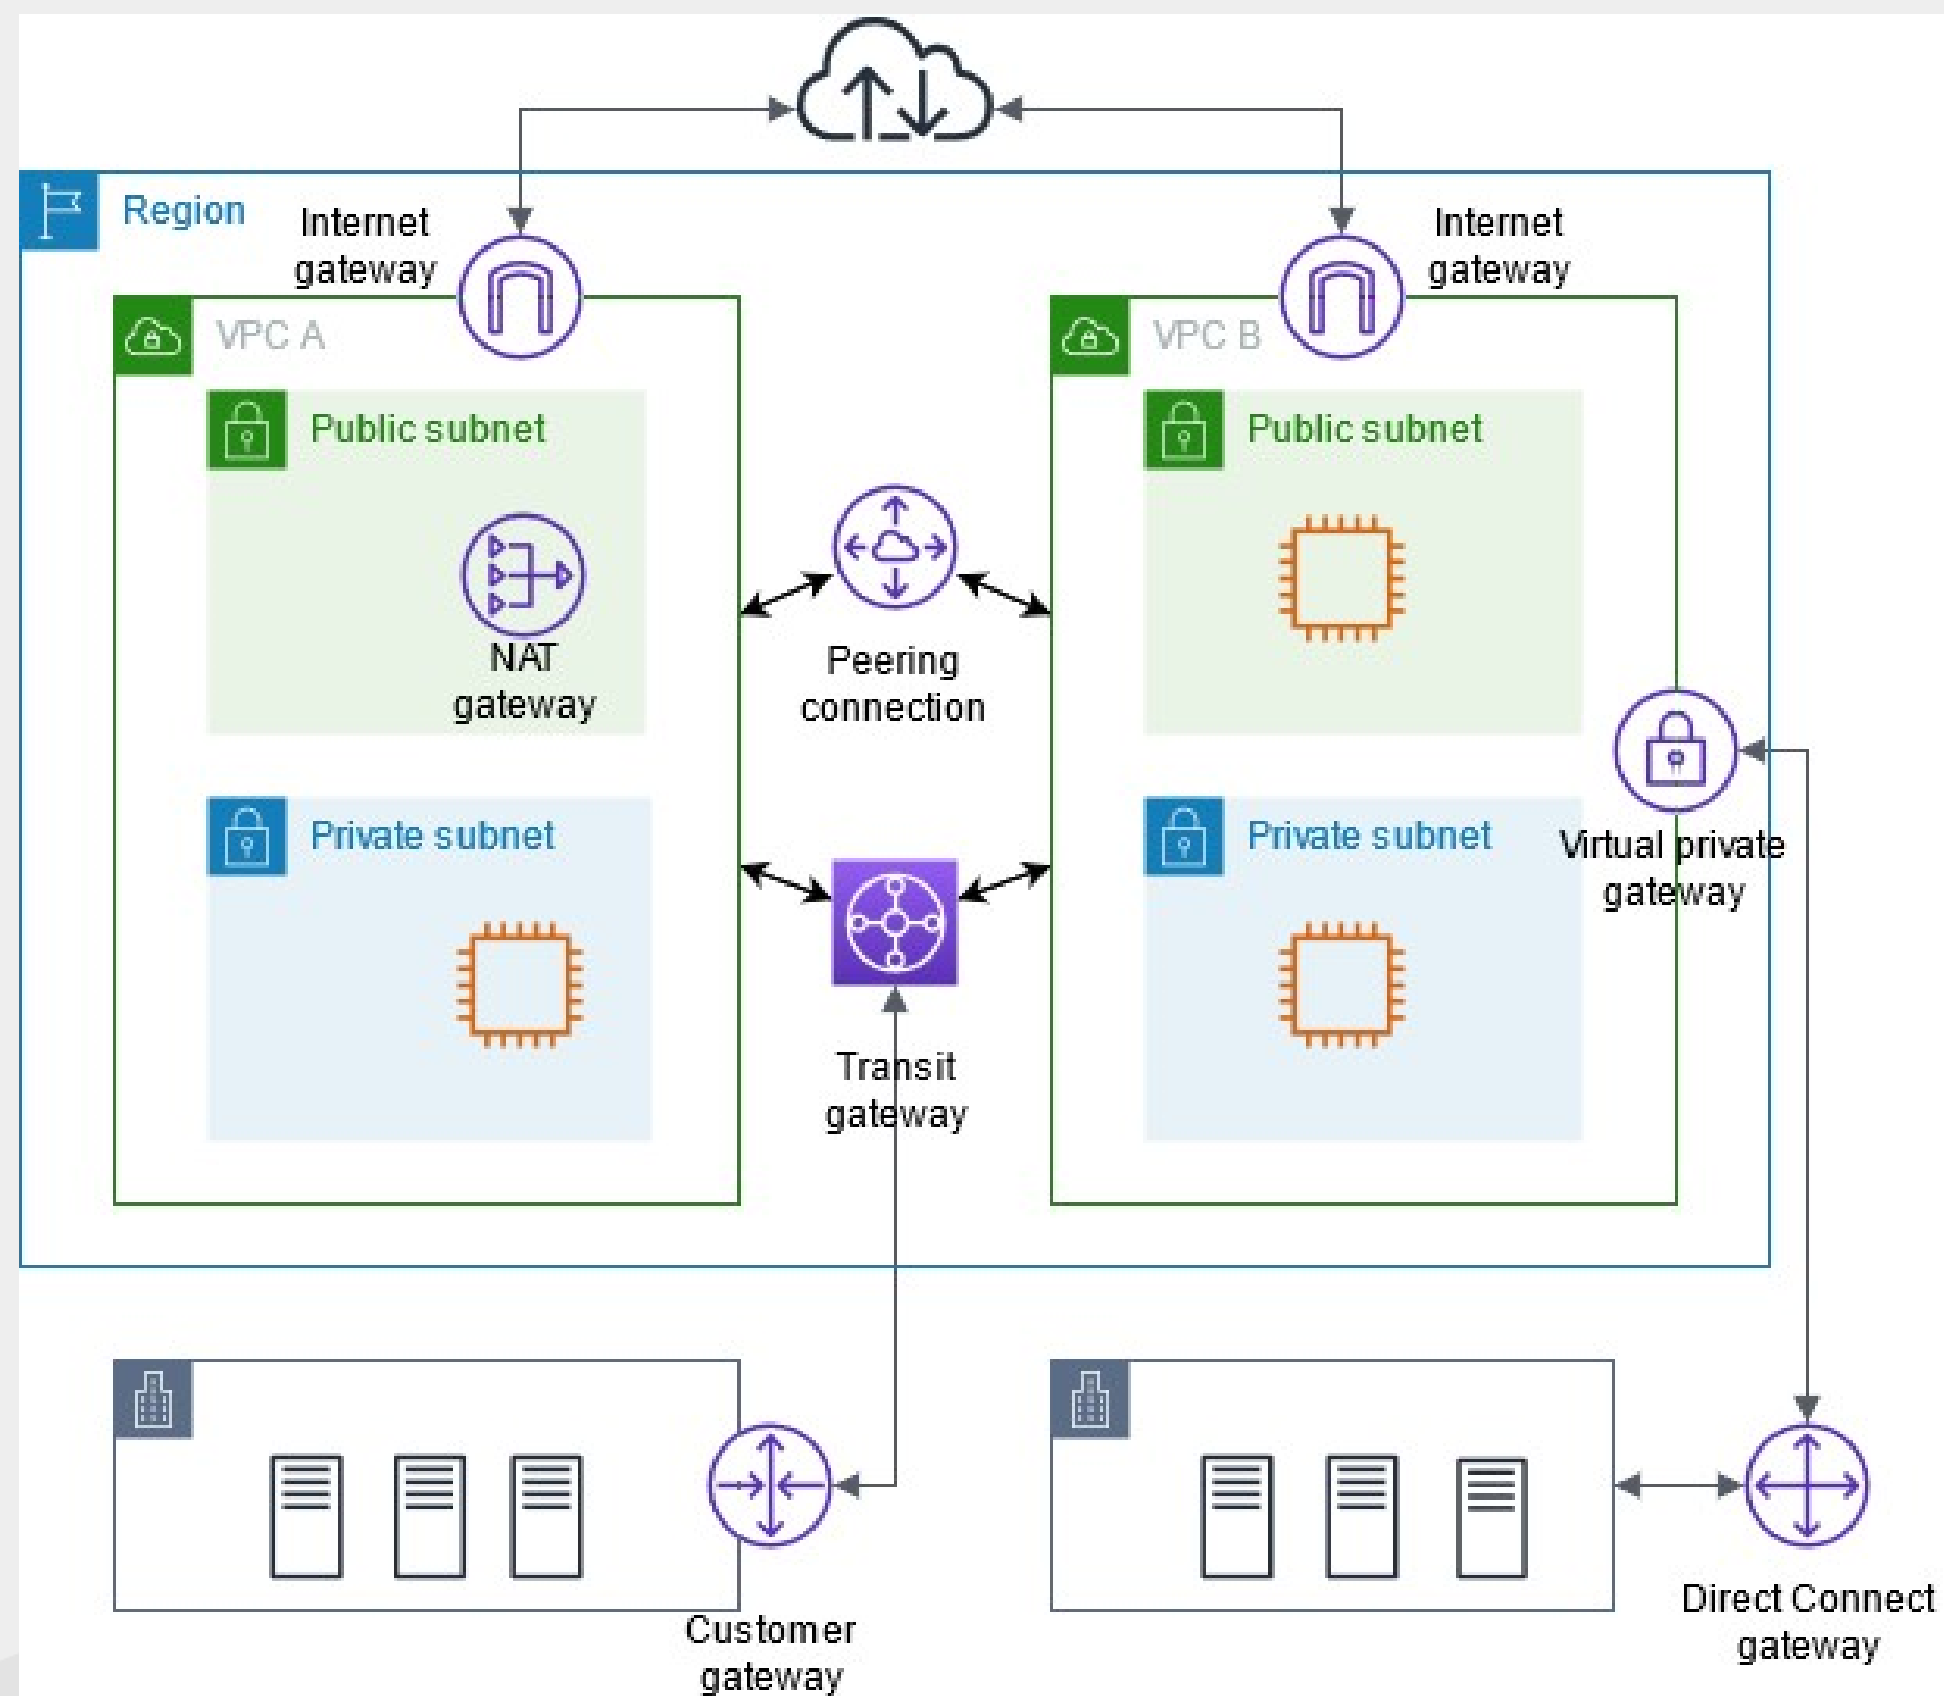 Region
Internet
gateway
Internet
gateway
VPC A
VPC B
Public subnet
Public subnet
NAT
gateway
Peering
connection
Private subnet
Private subnet
Virtual private
gateway
Transit
gateway
Customer
gateway
Direct Connect
gateway